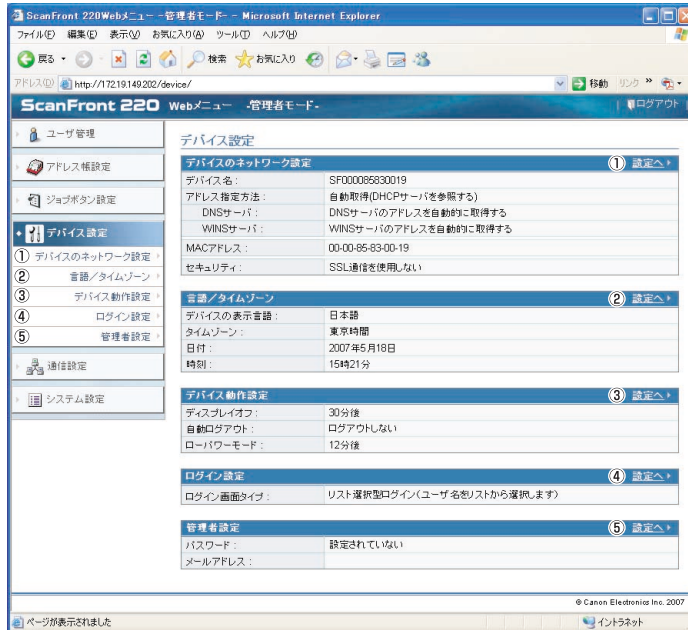 ScanFront 220Webメニュー -管理者モード- - Microsoft Internet Explorer
ファイル(F) 編集(E) 表示(V) お気に入り(A) ツール(T) ヘルプ(H)
戻る 検索 お気に入り
アドレス(D) http://172.19.149.202/device/ 移動 リンク »
ScanFront 220 Webメニュー -管理者モード- ログアウト
ユーザ管理
アドレス帳設定
ジョブボタン設定
デバイス設定
① デバイスのネットワーク設定
② 言語/タイムゾーン
③ デバイス動作設定
④ ログイン設定
⑤ 管理者設定
通信設定
システム設定
デバイス設定
デバイスのネットワーク設定 ① 設定へ
デバイス名: SF000085830019
アドレス指定方法: 自動取得(DHCPサーバを参照する)
DNSサーバ: DNSサーバのアドレスを自動的に取得する
WINSサーバ: WINSサーバのアドレスを自動的に取得する
MACアドレス: 00-00-85-83-00-19
セキュリティ: SSL通信を使用しない
言語/タイムゾーン ② 設定へ
デバイスの表示言語: 日本語
タイムゾーン: 東京時間
日付: 2007年5月18日
時刻: 15時21分
デバイス動作設定 ③ 設定へ
ディスプレイオフ: 30分後
自動ログアウト: ログアウトしない
ローパワーモード: 12分後
ログイン設定 ④ 設定へ
ログイン画面タイプ: リスト選択型ログイン(ユーザ名をリストから選択します)
管理者設定 ⑤ 設定へ
パスワード: 設定されていない
メールアドレス:
© Canon Electronics Inc. 2007
ページが表示されました イントラネット